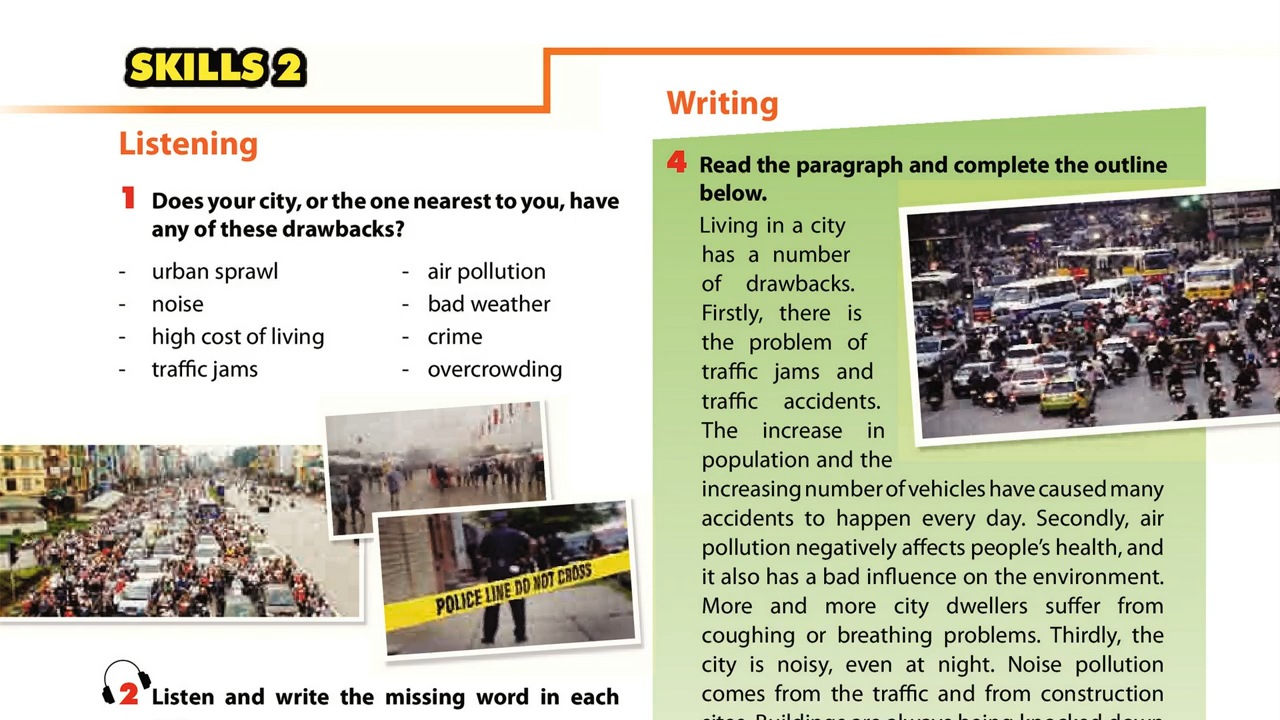 SKILLS 2
Listening
1 Does your city, or the one nearest to you, have
any of these drawbacks?
- urban sprawl
- noise
- high cost of living
- traffic jams
- air pollution
- bad weather
- crime
- overcrowding
POLICE LINE DO NOT CROSS
2 Listen and write the missing word in each
Writing
4 Read the paragraph and complete the outline
below.
Living in a city
has a number
of drawbacks.
Firstly, there is
the problem of
traffic jams and
traffic accidents.
The increase in
population and the
increasing number of vehicles have caused many
accidents to happen every day. Secondly, air
pollution negatively affects people's health, and
it also has a bad influence on the environment.
More and more city dwellers suffer from
coughing or breathing problems. Thirdly, the
city is noisy, even at night. Noise pollution
comes from the traffic and from construction
sites. Buildings are always being knocked down